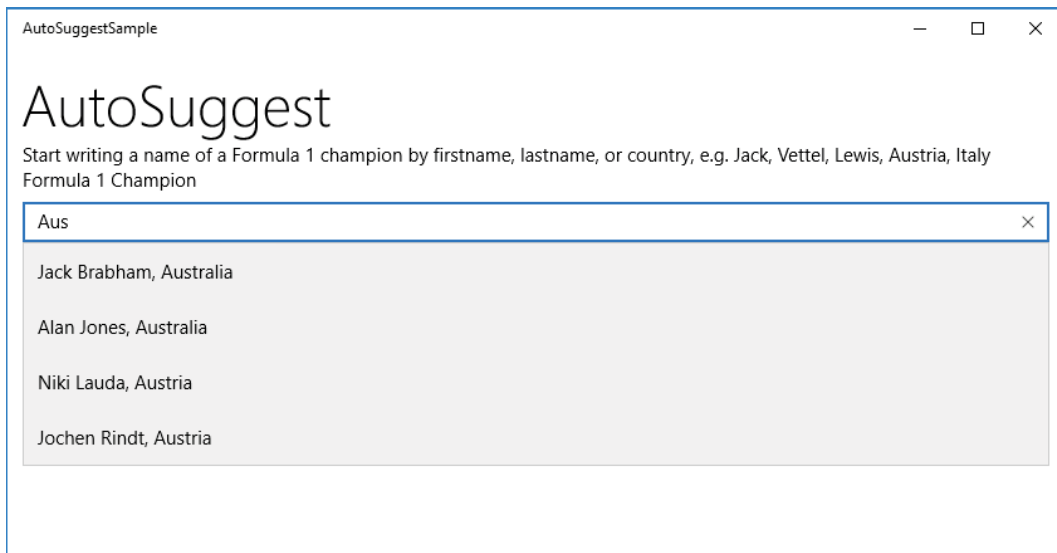 AutoSuggestSample
AutoSuggest
Start writing a name of a Formula 1 champion by firstname, lastname, or country, e.g. Jack, Vettel, Lewis, Austria, Italy
Formula 1 Champion
Aus
Jack Brabham, Australia
Alan Jones, Australia
Niki Lauda, Austria
Jochen Rindt, Austria